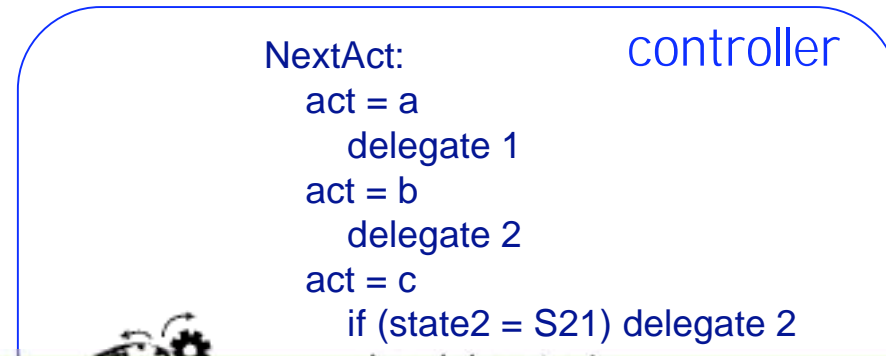 controller
NextAct:
act = a
delegate 1
act = b
delegate 2
act = c
if (state2 = S21) delegate 2